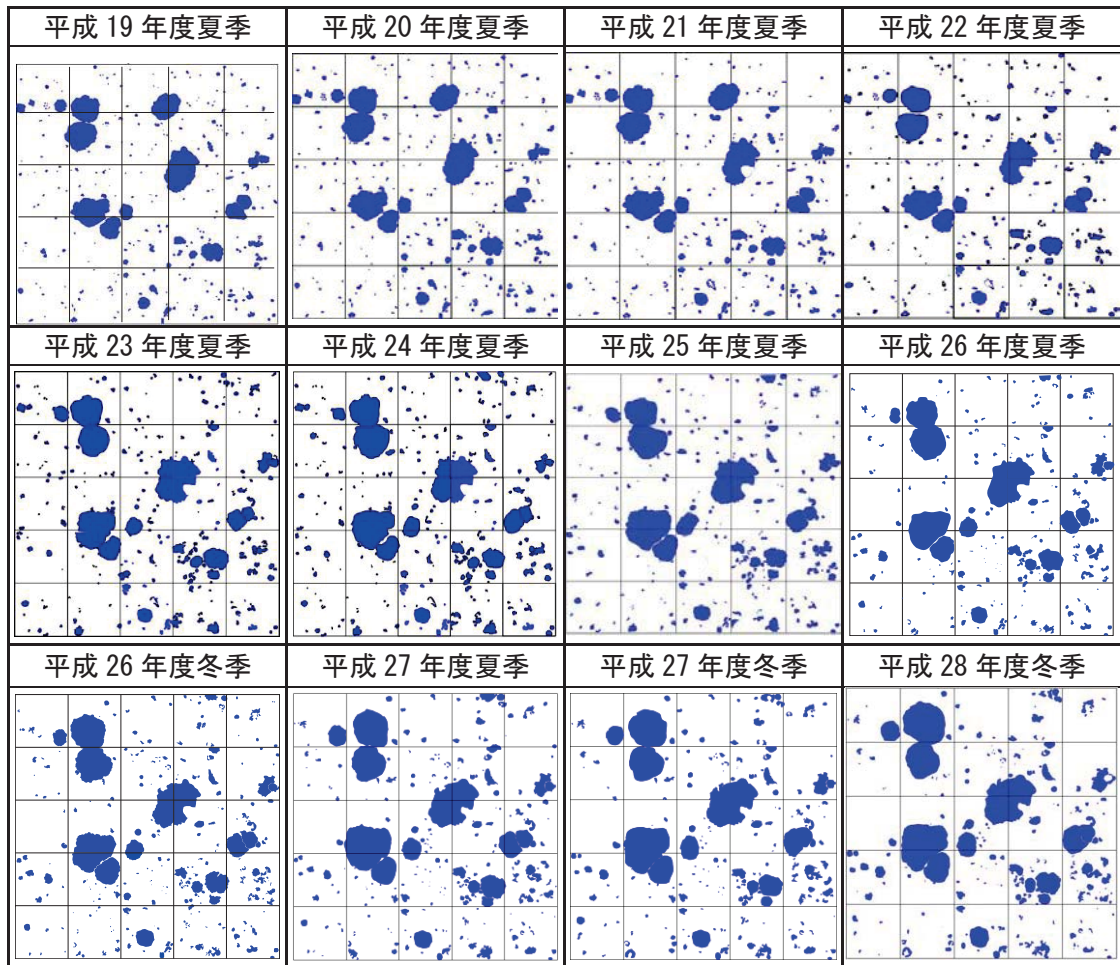 平成 19 年度夏季
平成 20 年度夏季
平成 21 年度夏季
平成 22 年度夏季
平成 23 年度夏季
平成 24 年度夏季
平成 25 年度夏季
平成 26 年度夏季
平成 26 年度冬季
平成 27 年度夏季
平成 27 年度冬季
平成 28 年度冬季